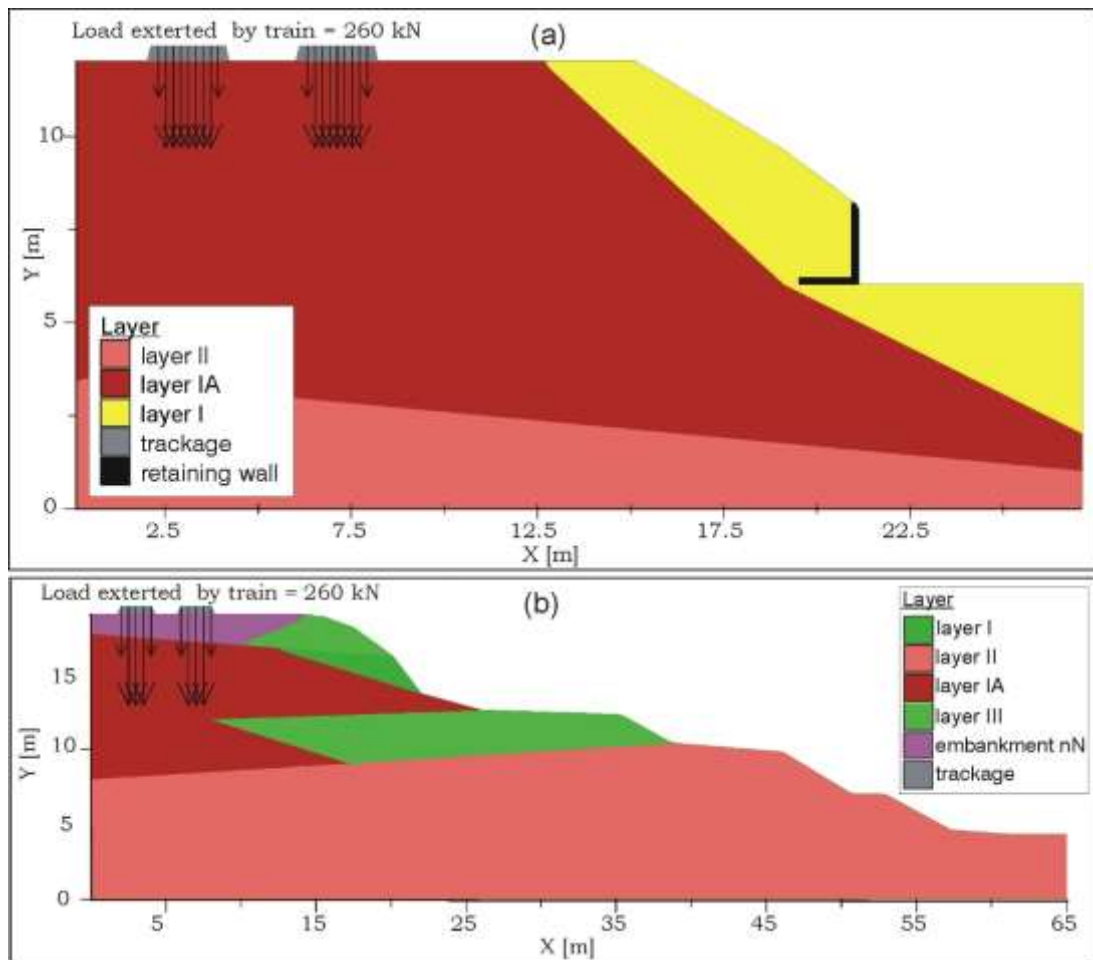 Load exterted by train = 260 kN
(a)
10
5
0
Y [m]
Layer
layer II
layer IA
layer I
trackage
retaining wall
2.5
7.5
12.5
17.5
22.5
X [m]
Load exterted by train = 260 kN
(b)
15
10
5
0
Y [m]
Layer
layer I
layer II
layer IA
layer III
embankment nN
trackage
5
15
25
35
45
55
65
X [m]